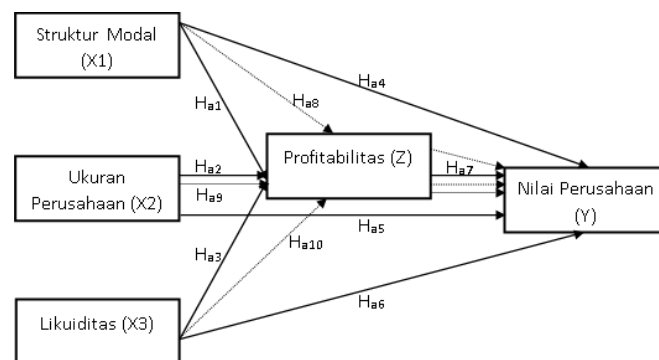 Struktur Modal
(X1)
Ha4
Ha1
Ha8
Profitabilitas (Z)
Ha2
Ha7
Ukuran
Perusahaan (X2)
Ha9
Nilai Perusahaan
(Y)
Ha5
Ha3
Ha10
Ha6
Likuiditas (X3)